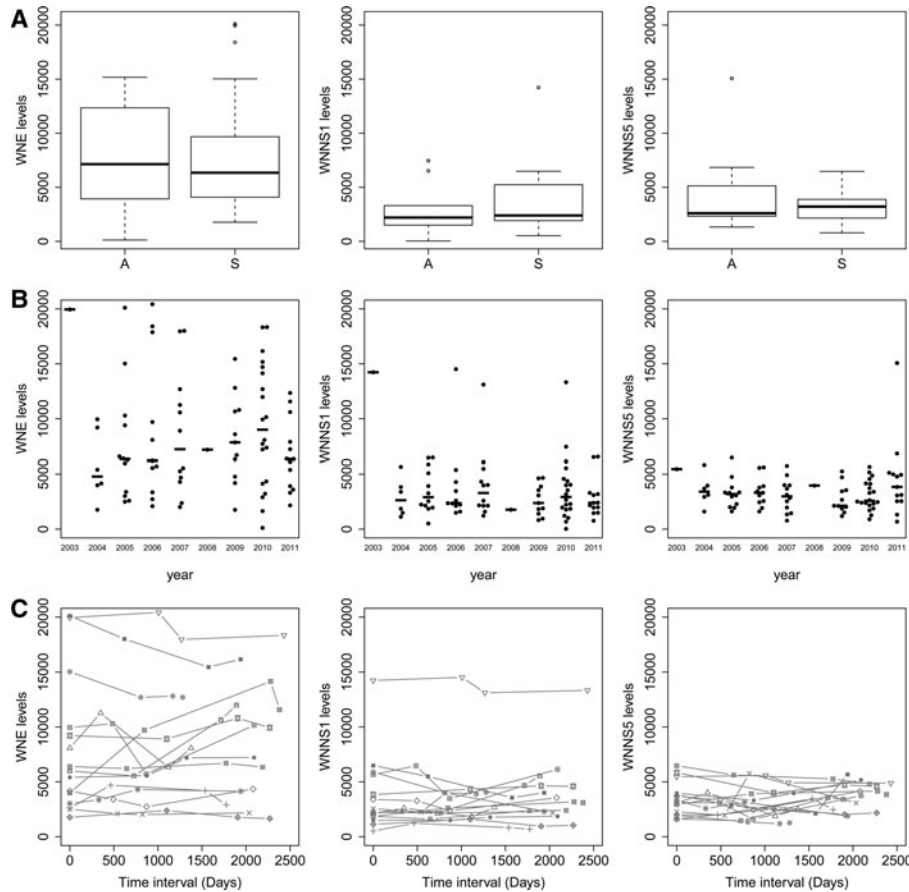 A
WNE levels
0 5000 10000 15000 20000
A S
WNNS1 levels
0 5000 10000 15000 20000
A S
WNNS5 levels
0 5000 10000 15000 20000
A S
B
WNE levels
0 5000 10000 15000 20000
2003 2004 2005 2006 2007 2008 2009 2010 2011
year
WNNS1 levels
0 5000 10000 15000 20000
2003 2004 2005 2006 2007 2008 2009 2010 2011
year
WNNS5 levels
0 5000 10000 15000 20000
2003 2004 2005 2006 2007 2008 2009 2010 2011
year
C
WNE levels
0 5000 10000 15000 20000
0 500 1000 1500 2000 2500
Time interval (Days)
WNNS1 levels
0 5000 10000 15000 20000
0 500 1000 1500 2000 2500
Time interval (Days)
WNNS5 levels
0 5000 10000 15000 20000
0 500 1000 1500 2000 2500
Time interval (Days)